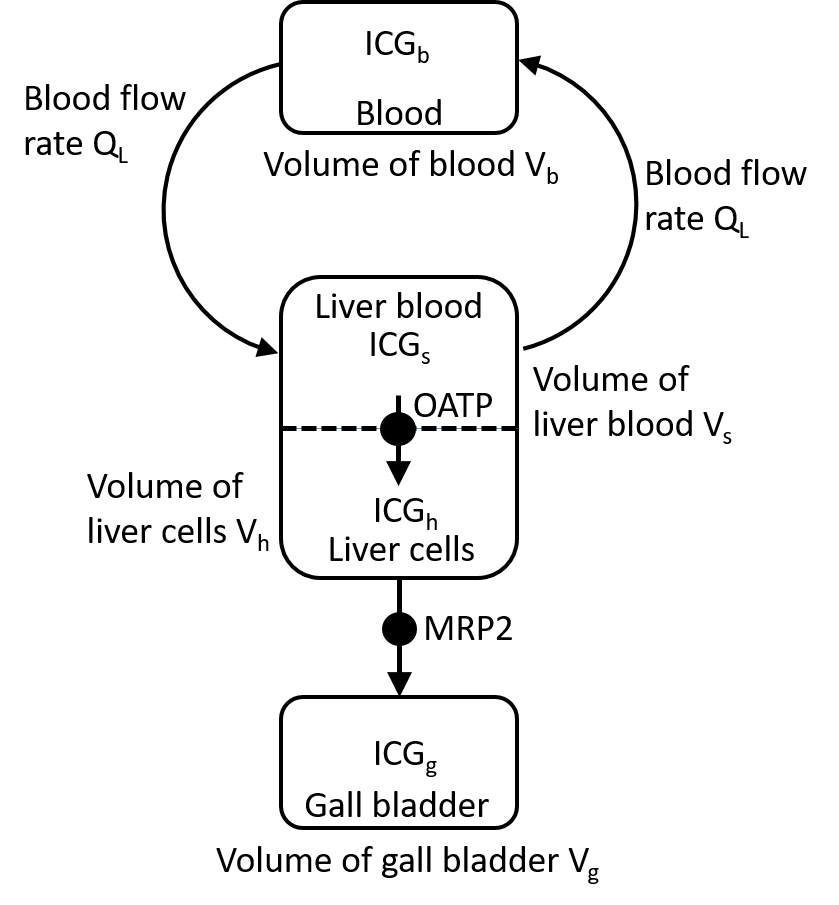 ICGb
Blood
Blood flow
rate QL
Volume of blood Vb
Blood flow
rate QL
Liver blood
ICGs
OATP
Volume of
liver blood Vs
Volume of
liver cells Vh
ICGh
Liver cells
MRP2
ICGg
Gall bladder
Volume of gall bladder Vg